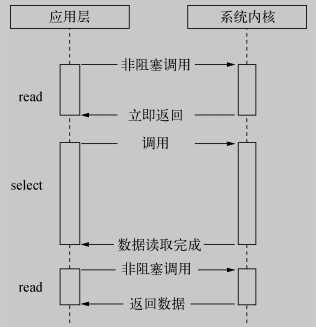 应用层
系统内核
非阻塞调用
read
立即返回
调用
select
数据读取完成
非阻塞调用
read
返回数据